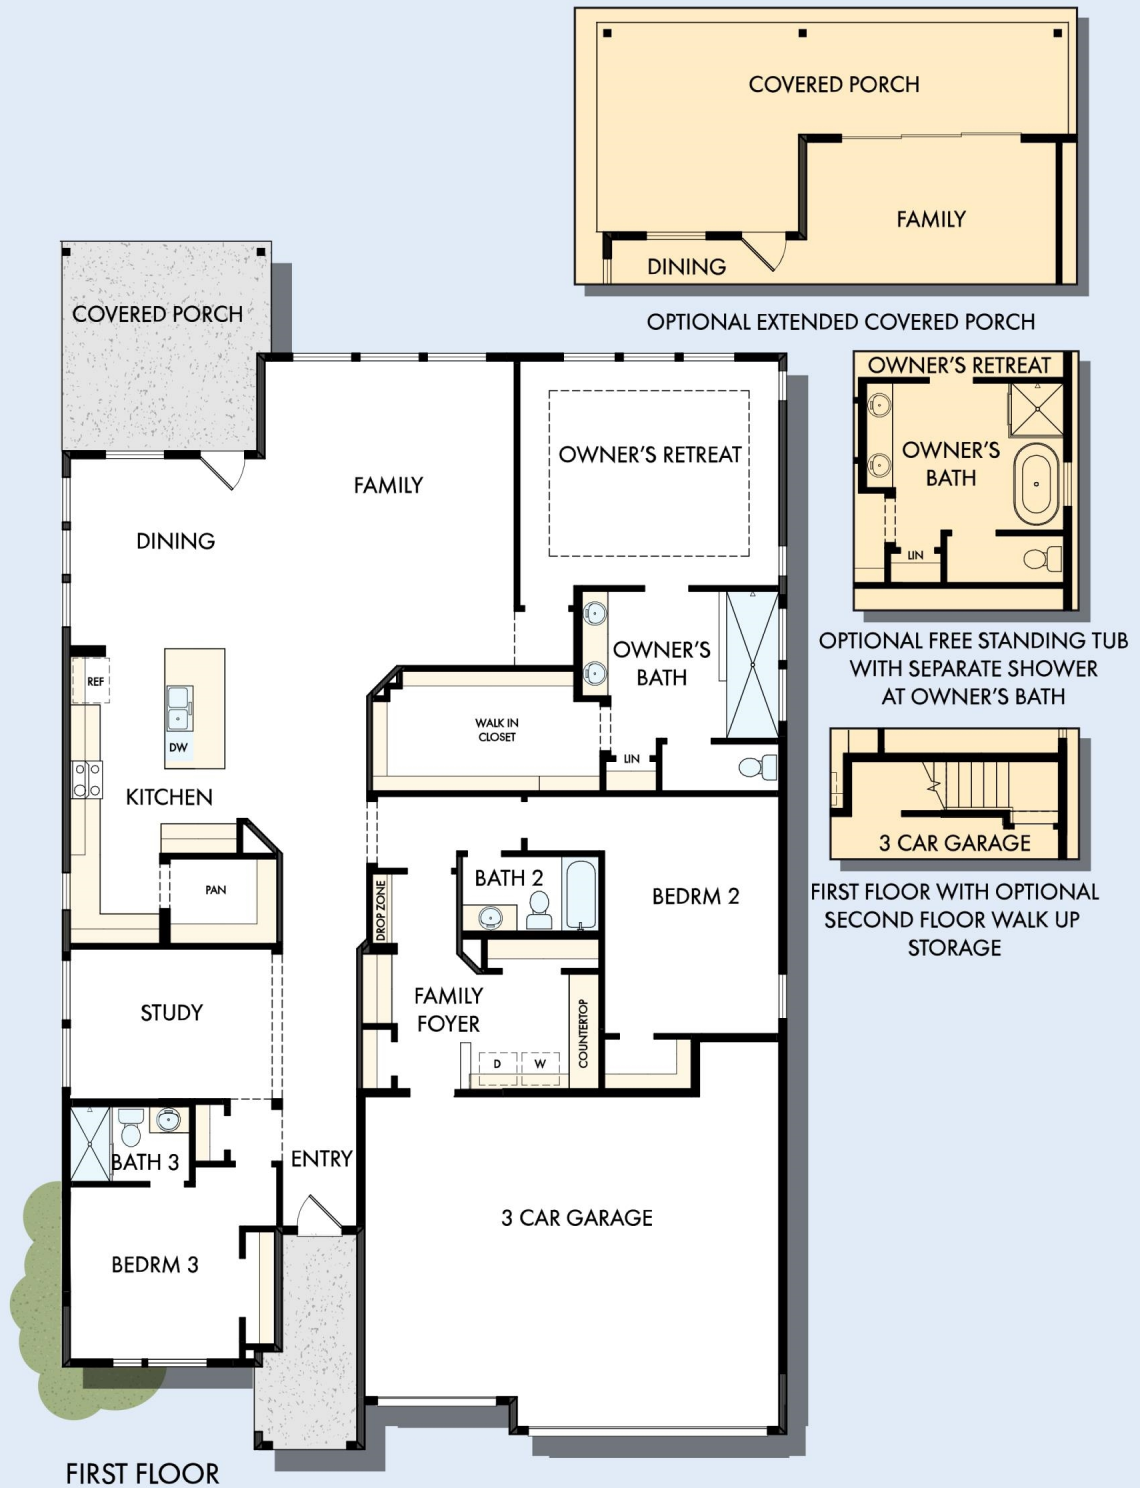 COVERED PORCH
FAMILY
DINING
OPTIONAL EXTENDED COVERED PORCH
COVERED PORCH
OWNER'S RETREAT
OWNER'S
BATH
LIN
OPTIONAL FREE STANDING TUB
WITH SEPARATE SHOWER
AT OWNER'S BATH
OWNER'S RETREAT
FAMILY
DINING
OWNER'S
BATH
REF
WALK IN
CLOSET
DW
LIN
KITCHEN
3 CAR GARAGE
FIRST FLOOR WITH OPTIONAL
SECOND FLOOR WALK UP
STORAGE
PAN
DROP ZONE
BATH 2
BEDRM 2
STUDY
FAMILY
FOYER
COUNTERTOP
D
W
BATH 3
ENTRY
3 CAR GARAGE
BEDRM 3
FIRST FLOOR